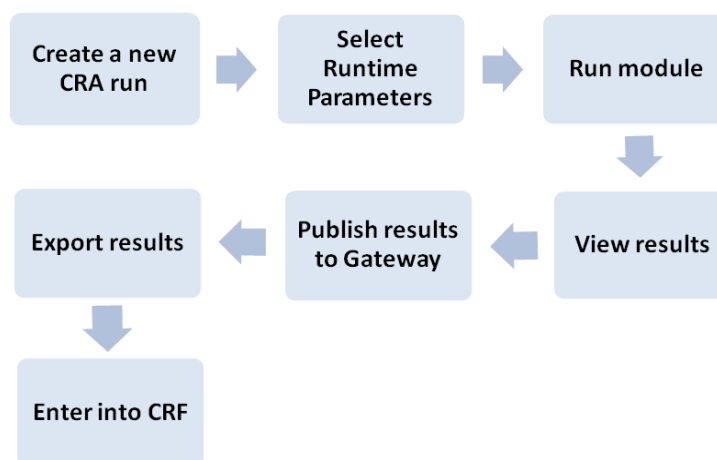 Create a new
CRA run
Select
Runtime
Parameters
Run module
View results
Publish results
to Gateway
Export results
Enter into CRF